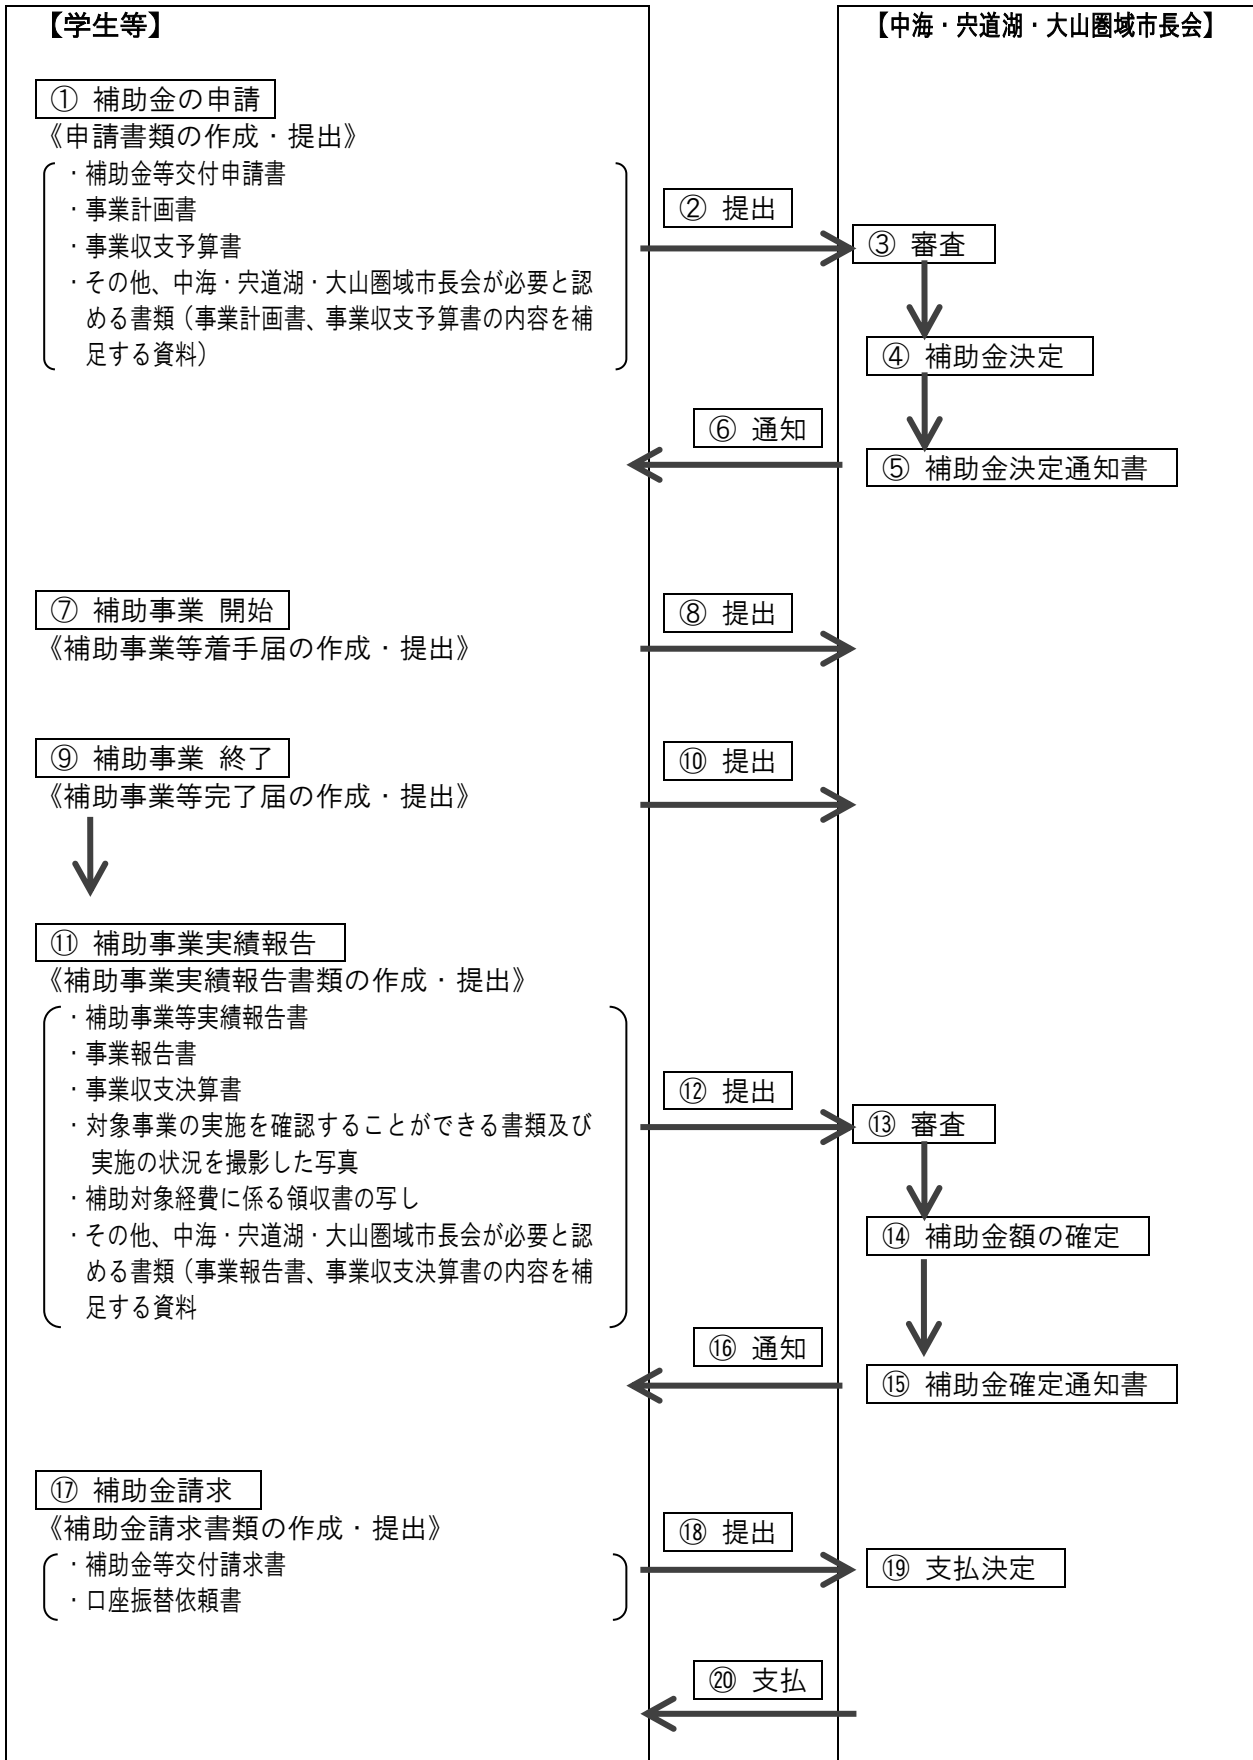 【学生等】
【中海・宍道湖・大山圏域市長会】
① 補助金の申請
《申請書類の作成・提出》
・補助金等交付申請書
・事業計画書
・事業収支予算書
・その他、中海・宍道湖・大山圏域市長会が必要と認
める書類（事業計画書、事業収支予算書の内容を補
足する資料）
② 提出
③ 審査
④ 補助金決定
⑤ 補助金決定通知書
⑥ 通知
⑦ 補助事業 開始
《補助事業等着手届の作成・提出》
⑧ 提出
⑨ 補助事業 終了
《補助事業等完了届の作成・提出》
⑩ 提出
⑪ 補助事業実績報告
《補助事業実績報告書類の作成・提出》
・補助事業等実績報告書
・事業報告書
・事業収支決算書
・対象事業の実施を確認することができる書類及び
実施の状況を撮影した写真
・補助対象経費に係る領収書の写し
・その他、中海・宍道湖・大山圏域市長会が必要と認
める書類（事業報告書、事業収支決算書の内容を補
足する資料
⑫ 提出
⑬ 審査
⑭ 補助金額の確定
⑮ 補助金確定通知書
⑯ 通知
⑰ 補助金請求
《補助金請求書類の作成・提出》
・補助金等交付請求書
・口座振替依頼書
⑱ 提出
⑲ 支払決定
⑳ 支払